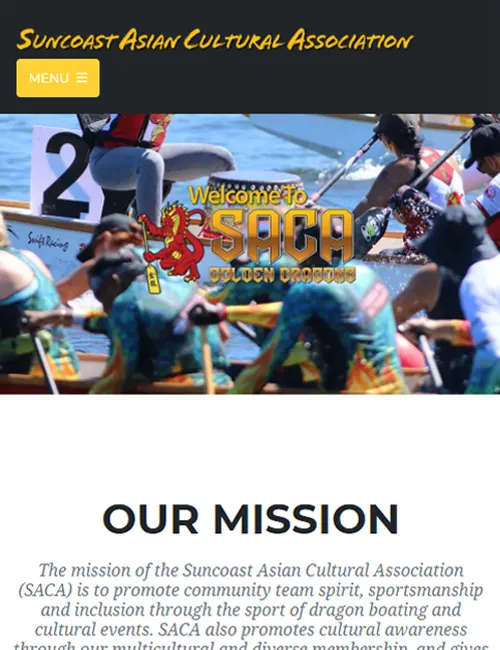 Suncoast Asian Cultural Association
MENU ☰
2
Swift Racing
Welcome To
SACA
GOLDEN DRAGONS
OUR MISSION
The mission of the Suncoast Asian Cultural Association
(SACA) is to promote community team spirit, sportsmanship
and inclusion through the sport of dragon boating and
cultural events. SACA also promotes cultural awareness
through our multicultural and diverse membership, and gives